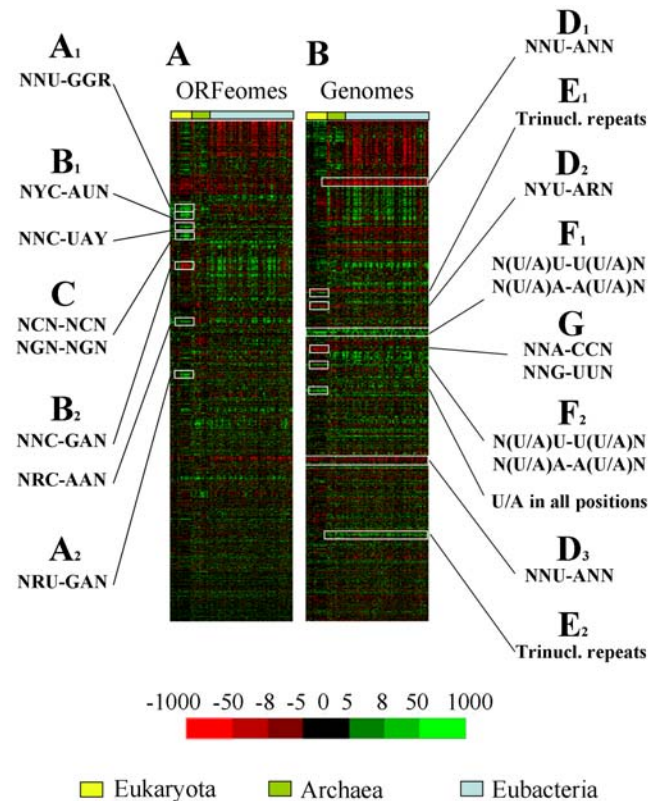 A1
NNU-GGR
B1
NYC-AUN
NNC-UAY
C
NCN-NCN
NGN-NGN
B2
NNC-GAN
NRC-AAN
A2
NRU-GAN
A
ORFeomes
B
Genomes
D1
NNU-ANN
E1
Trinucl. repeats
D2
NYU-ARN
F1
N(U/A)U-U(U/A)N
N(U/A)A-A(U/A)N
G
NNA-CCN
NNG-UUN
F2
N(U/A)U-U(U/A)N
N(U/A)A-A(U/A)N
U/A in all positions
D3
NNU-ANN
E2
Trinucl. repeats
-1000 -50 -8 -5 0 5 8 50 1000
Eukaryota Archaea Eubacteria